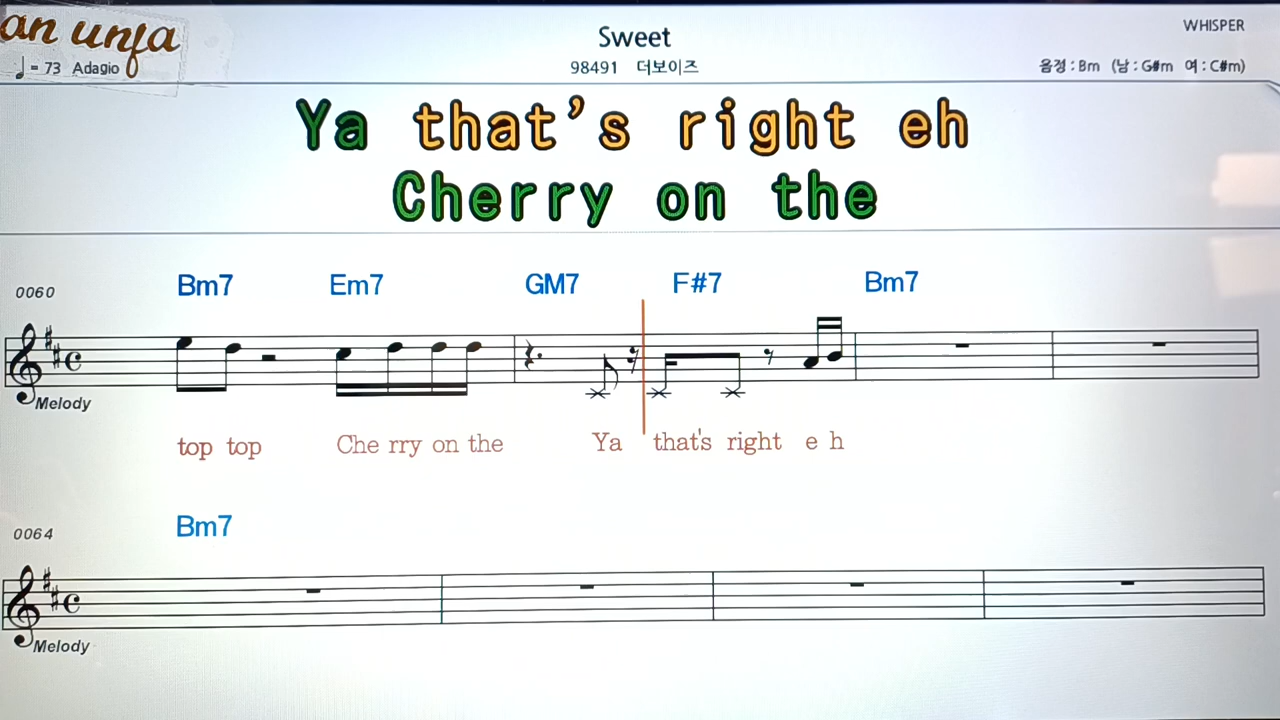 an unfa
Sweet
WHISPER
♩= 73 Adagio
98491 더보이즈
음정 : Bm (남 : G#m 여 : C#m)
Ya that's right eh
Cherry on the
0060 Bm7 Em7 GM7 F#7 Bm7
Melody
top top Che rry on the Ya that's right e h
0064 Bm7
Melody